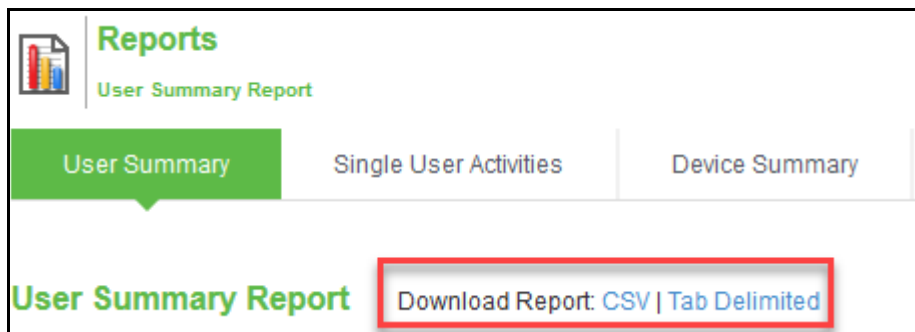 Reports
User Summary Report
User Summary Single User Activities Device Summary
User Summary Report Download Report: CSV | Tab Delimited